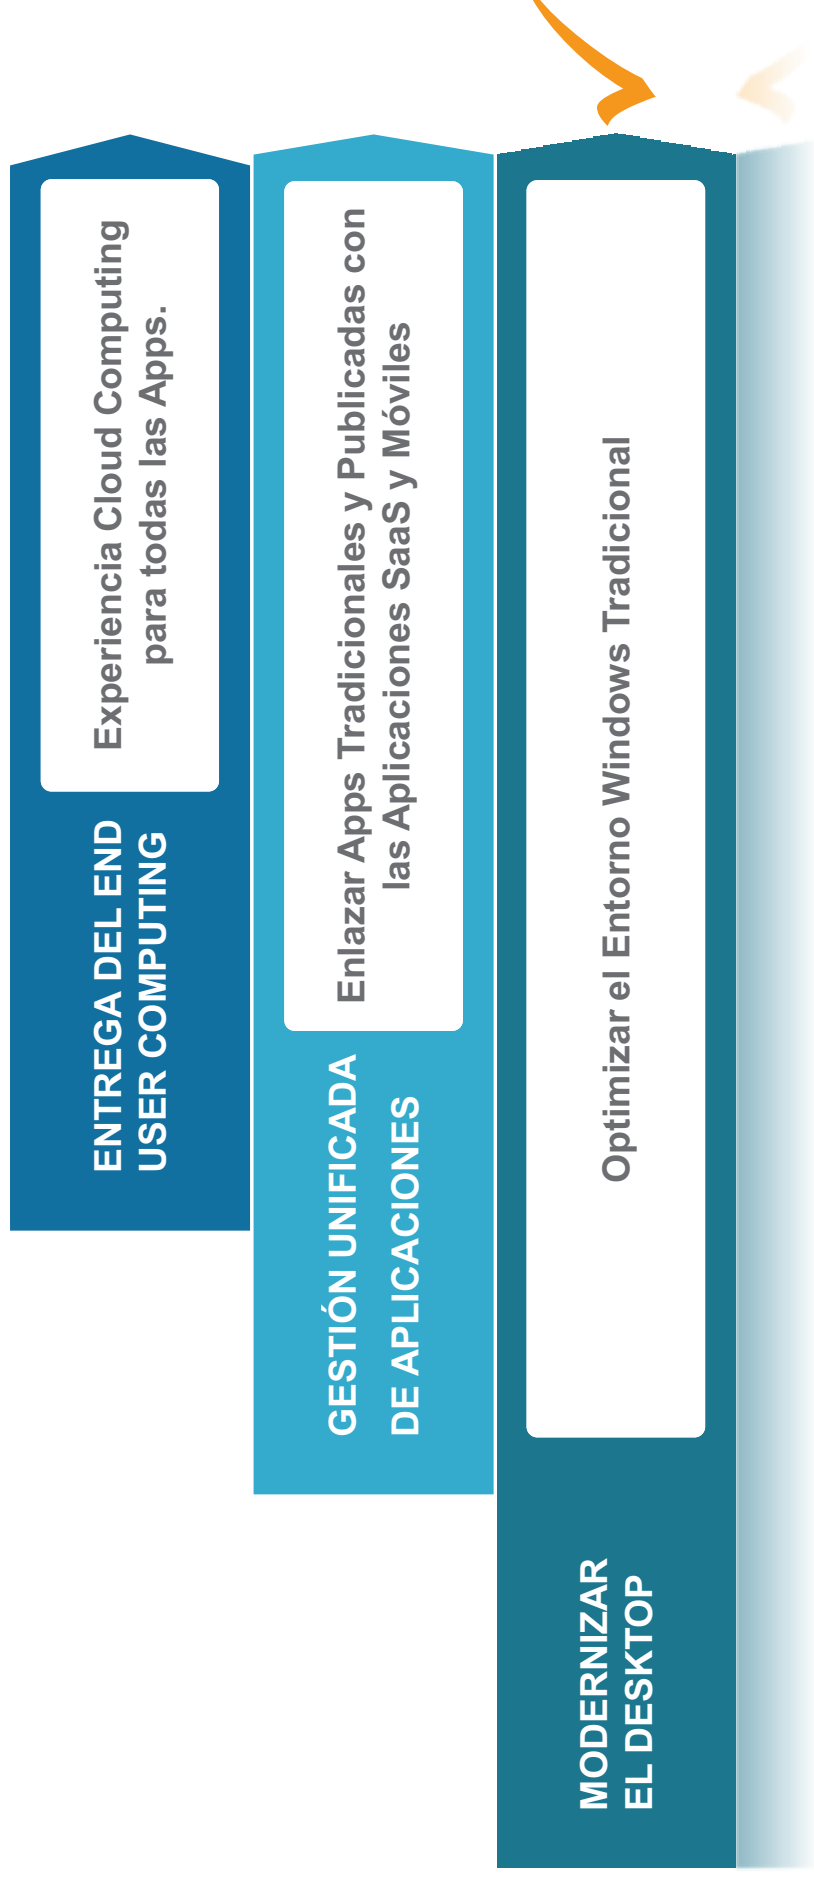 ENTREGA DEL END
USER COMPUTING
Experiencia Cloud Computing
para todas las Apps.
GESTIÓN UNIFICADA
DE APLICACIONES
Enlazar Apps Tradicionales y Publicadas con
las Aplicaciones SaaS y Móviles
MODERNIZAR
EL DESKTOP
Optimizar el Entorno Windows Tradicional